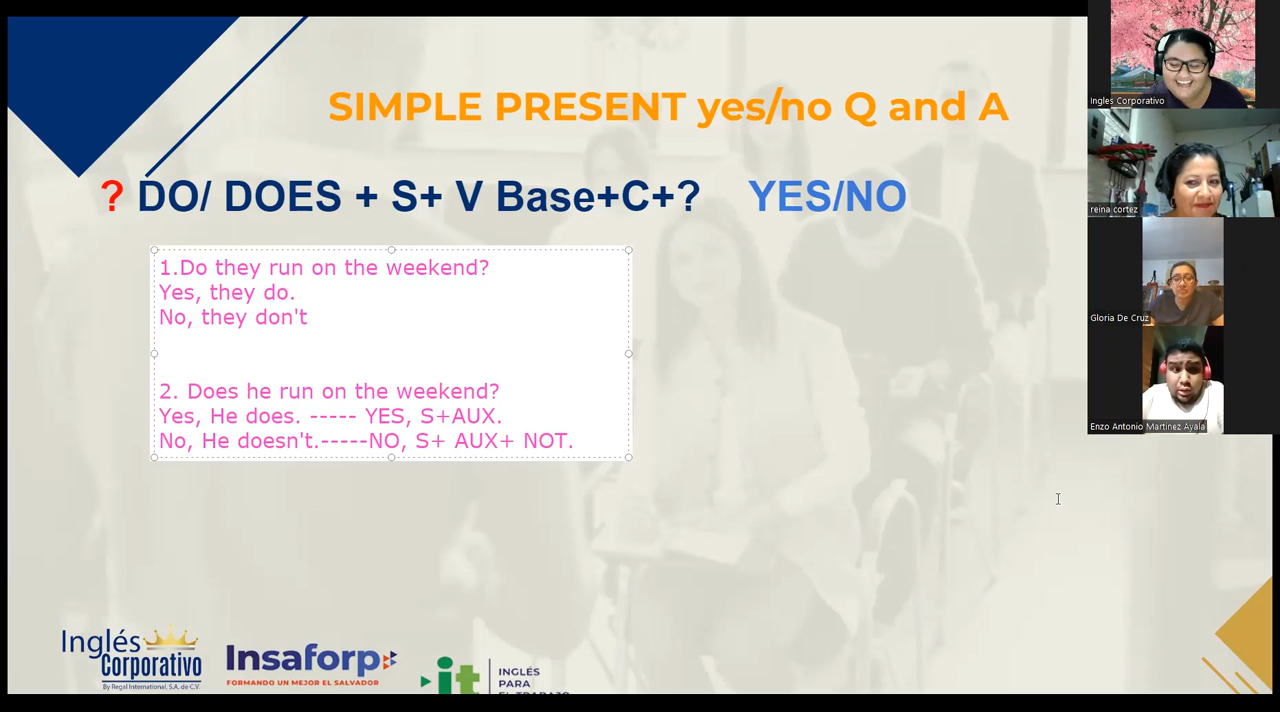 SIMPLE PRESENT yes/no Q and A
? DO/ DOES + S+ V Base+C+? YES/NO
1.Do they run on the weekend?
Yes, they do.
No, they don't
2. Does he run on the weekend?
Yes, He does. ----- YES, S+AUX.
No, He doesn't.-----NO, S+ AUX+ NOT.
Ingles Corporativo
reina cortez
Gloria De Cruz
Enzo Antonio Martinez Ayala
Inglés
Corporativo
By Regal International, S.A. de C.V.
Insaforp
FORMANDO UN MEJOR EL SALVADOR
it
INGLÉS
PARA
EL TRABAJO